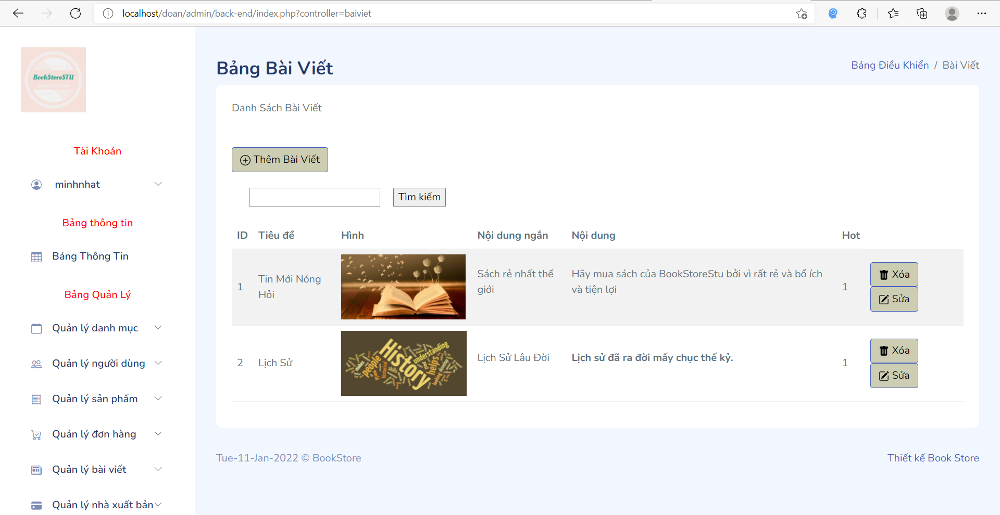 localhost/doan/admin/back-end/index.php?controller=baiviet
BookStoreSTU
Tài Khoản
minhnhat
Bảng thông tin
Bảng Thông Tin
Bảng Quản Lý
Quản lý danh mục
Quản lý người dùng
Quản lý sản phẩm
Quản lý đơn hàng
Quản lý bài viết
Quản lý nhà xuất bản
Bảng Bài Viết
Bảng Điều Khiển / Bài Viết
Danh Sách Bài Viết
Thêm Bài Viết
Tìm kiếm
ID Tiêu đề Hình Nội dung ngắn Nội dung Hot
1
Tin Mới Nóng
Hỏi
Sách rẻ nhất thế
giới
Hãy mua sách của BookStoreStu bởi vì rất rẻ và bổ ích
và tiện lợi
1
Xóa
Sửa
2
Lịch Sử
History
people
understanding
helps
historical
makes
past
looking
develop
world
Lịch Sử Lâu Đời
Lịch sử đã ra đời mấy chục thế kỷ.
1
Xóa
Sửa
Tue-11-Jan-2022 © BookStore
Thiết kế Book Store